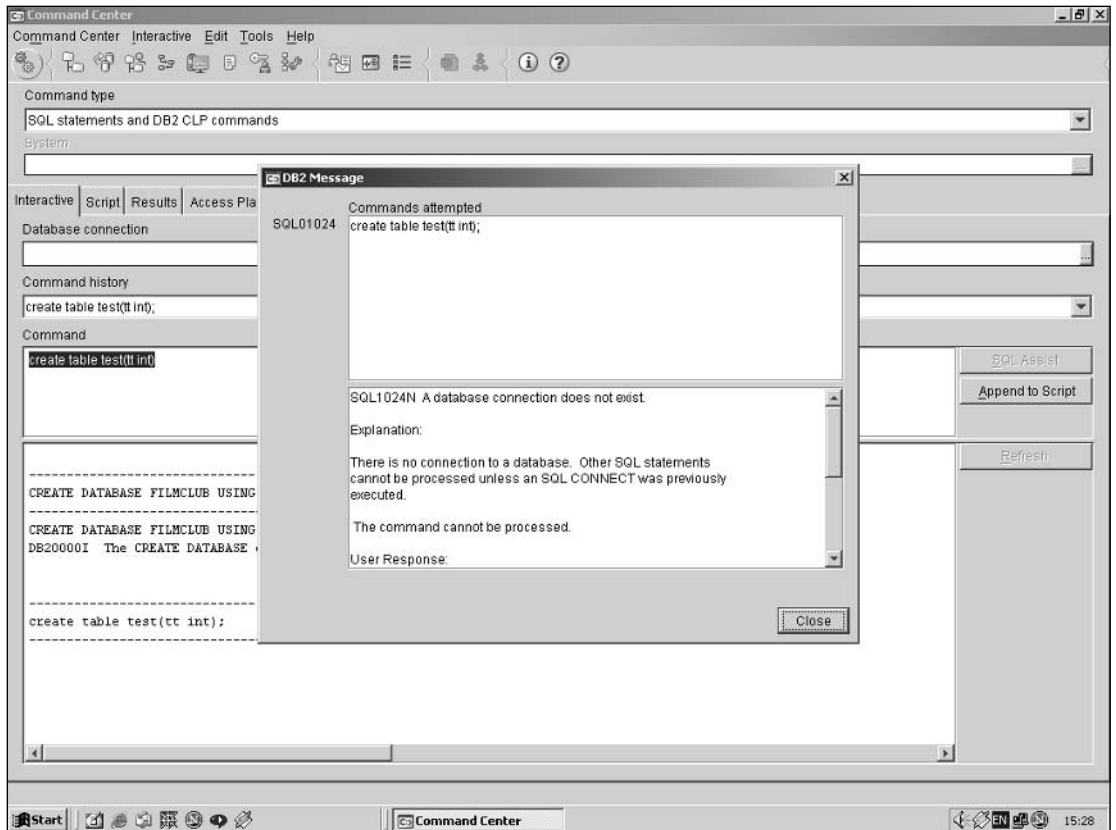 Command Center
Command Center Interactive Edit Tools Help
Command type
SQL statements and DB2 CLP commands
System
DB2 Message
Interactive Script Results Access Pla
Commands attempted
SQL01024 create table test(tt int);
Database connection
Command history
create table test(tt int);
Command
create table test(tt int)
SQL Assist
Append to Script
SQL1024N A database connection does not exist.
Explanation:
There is no connection to a database. Other SQL statements
cannot be processed unless an SQL CONNECT was previously
executed.
The command cannot be processed.
User Response:
Refresh
CREATE DATABASE FILMCLUB USING
CREATE DATABASE FILMCLUB USING
DB20000I The CREATE DATABASE
create table test(tt int);
Close
Start
Command Center
EN
15:28